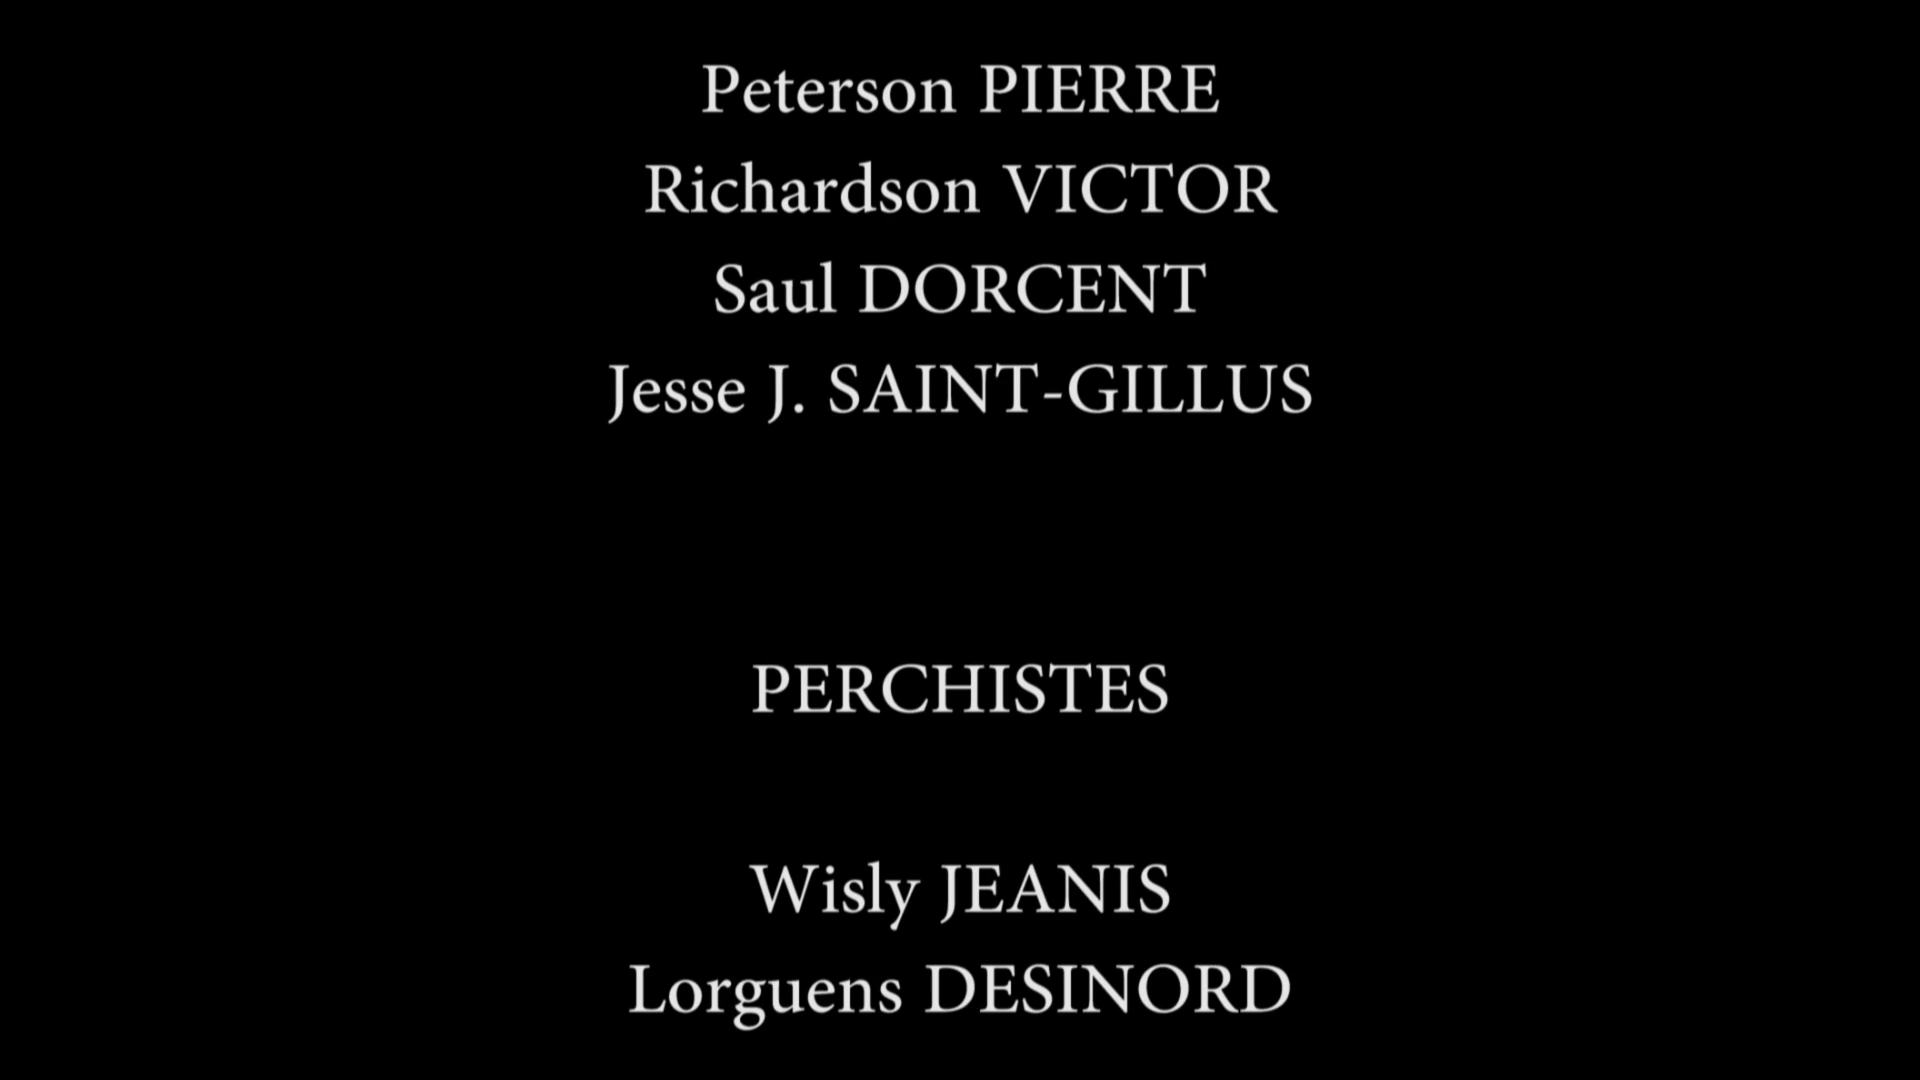 Peterson PIERRE
Richardson VICTOR
Saul DORCENT
Jesse J. SAINT-GILLUS
PERCHISTES
Wisly JEANIS
Lorguens DESINORD